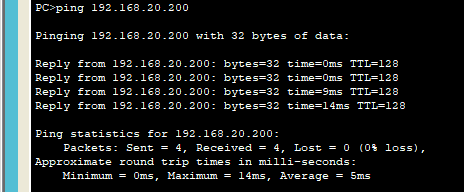 PC>ping 192.168.20.200
Pinging 192.168.20.200 with 32 bytes of data:
Reply from 192.168.20.200: bytes=32 time=0ms TTL=128
Reply from 192.168.20.200: bytes=32 time=0ms TTL=128
Reply from 192.168.20.200: bytes=32 time=9ms TTL=128
Reply from 192.168.20.200: bytes=32 time=14ms TTL=128
Ping statistics for 192.168.20.200:
Packets: Sent = 4, Received = 4, Lost = 0 (0% loss),
Approximate round trip times in milli-seconds:
Minimum = 0ms, Maximum = 14ms, Average = 5ms